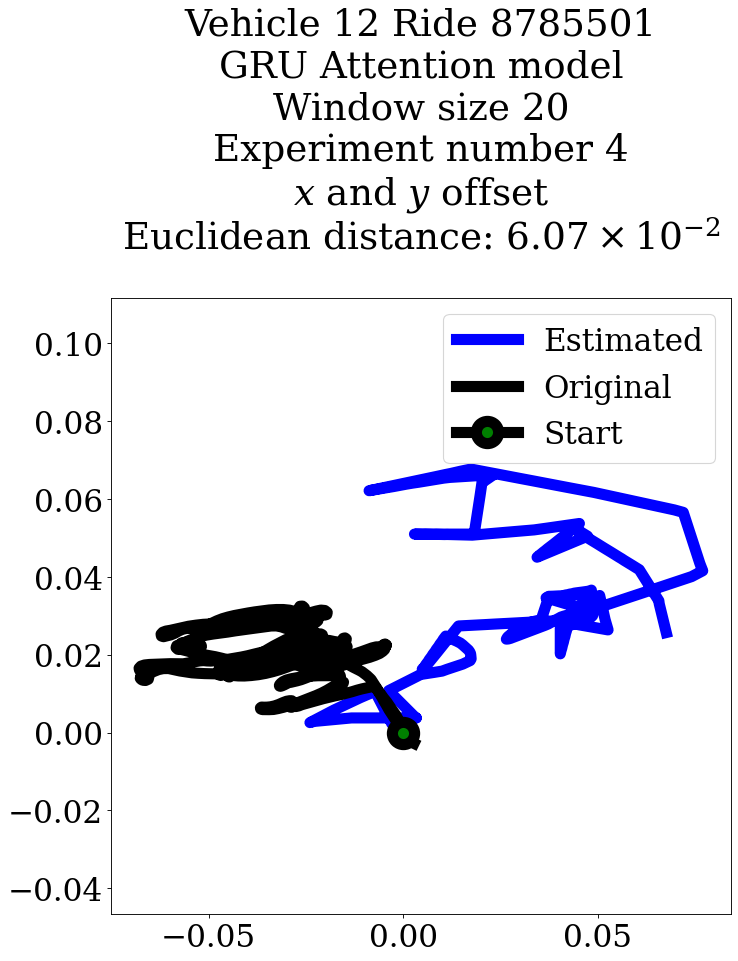 Vehicle 12 Ride 8785501
GRU Attention model
Window size 20
Experiment number 4
x and y offset
Euclidean distance: 6.07 × 10⁻²
Estimated
Original
Start
0.10
0.08
0.06
0.04
0.02
0.00
−0.02
−0.04
−0.05 0.00 0.05